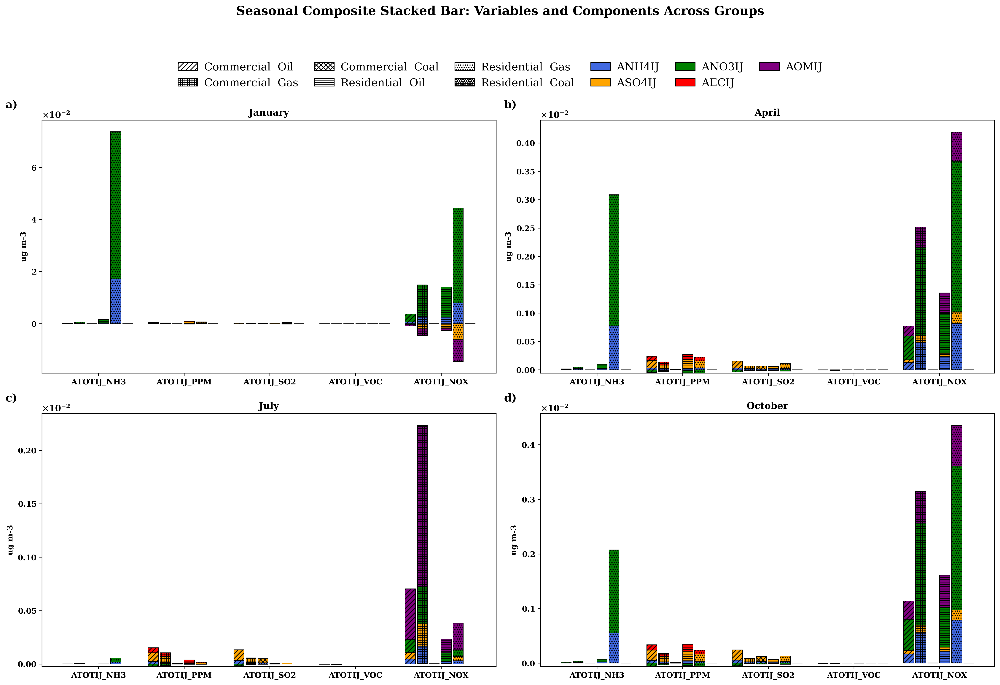 Seasonal Composite Stacked Bar: Variables and Components Across Groups
Commercial Oil
Commercial Coal
Residential Gas
ANH4IJ
ANO3IJ
AOMIJ
Commercial Gas
Residential Oil
Residential Coal
ASO4IJ
AECIJ
a)
January
×10⁻²
6
4
2
0
ug m-3
ATOTIJ_NH3
ATOTIJ_PPM
ATOTIJ_SO2
ATOTIJ_VOC
ATOTIJ_NOX
b)
April
×10⁻²
0.40
0.35
0.30
0.25
0.20
0.15
0.10
0.05
0.00
ug m-3
ATOTIJ_NH3
ATOTIJ_PPM
ATOTIJ_SO2
ATOTIJ_VOC
ATOTIJ_NOX
c)
July
×10⁻²
0.20
0.15
0.10
0.05
0.00
ug m-3
ATOTIJ_NH3
ATOTIJ_PPM
ATOTIJ_SO2
ATOTIJ_VOC
ATOTIJ_NOX
d)
October
×10⁻²
0.4
0.3
0.2
0.1
0.0
ug m-3
ATOTIJ_NH3
ATOTIJ_PPM
ATOTIJ_SO2
ATOTIJ_VOC
ATOTIJ_NOX